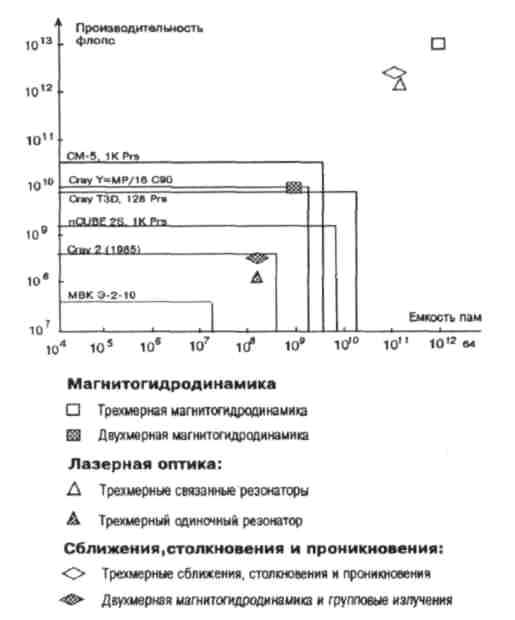 Производительность
флопс
10¹³
10¹²
10¹¹
CM-5, 1K Prs
10¹⁰
Cray Y=MP/16 C90
Cray T3D, 128 Prs
nCUBE 2S, 1K Prs
10⁹
Cray 2 (1985)
10⁸
МВК Э-2-10
Емкость пам
10⁷
10⁴ 10⁵ 10⁶ 10⁷ 10⁸ 10⁹ 10¹⁰ 10¹¹ 10¹² 64
Магнитогидродинамика
Трехмерная магнитогидродинамика
Двухмерная магнитогидродинамика
Лазерная оптика:
Трехмерные связанные резонаторы
Трехмерный одиночный резонатор
Сближения,столкновения и проникновения:
Трехмерные сближения, столкновения и проникновения
Двухмерная магнитогидродинамика и групповые излучения